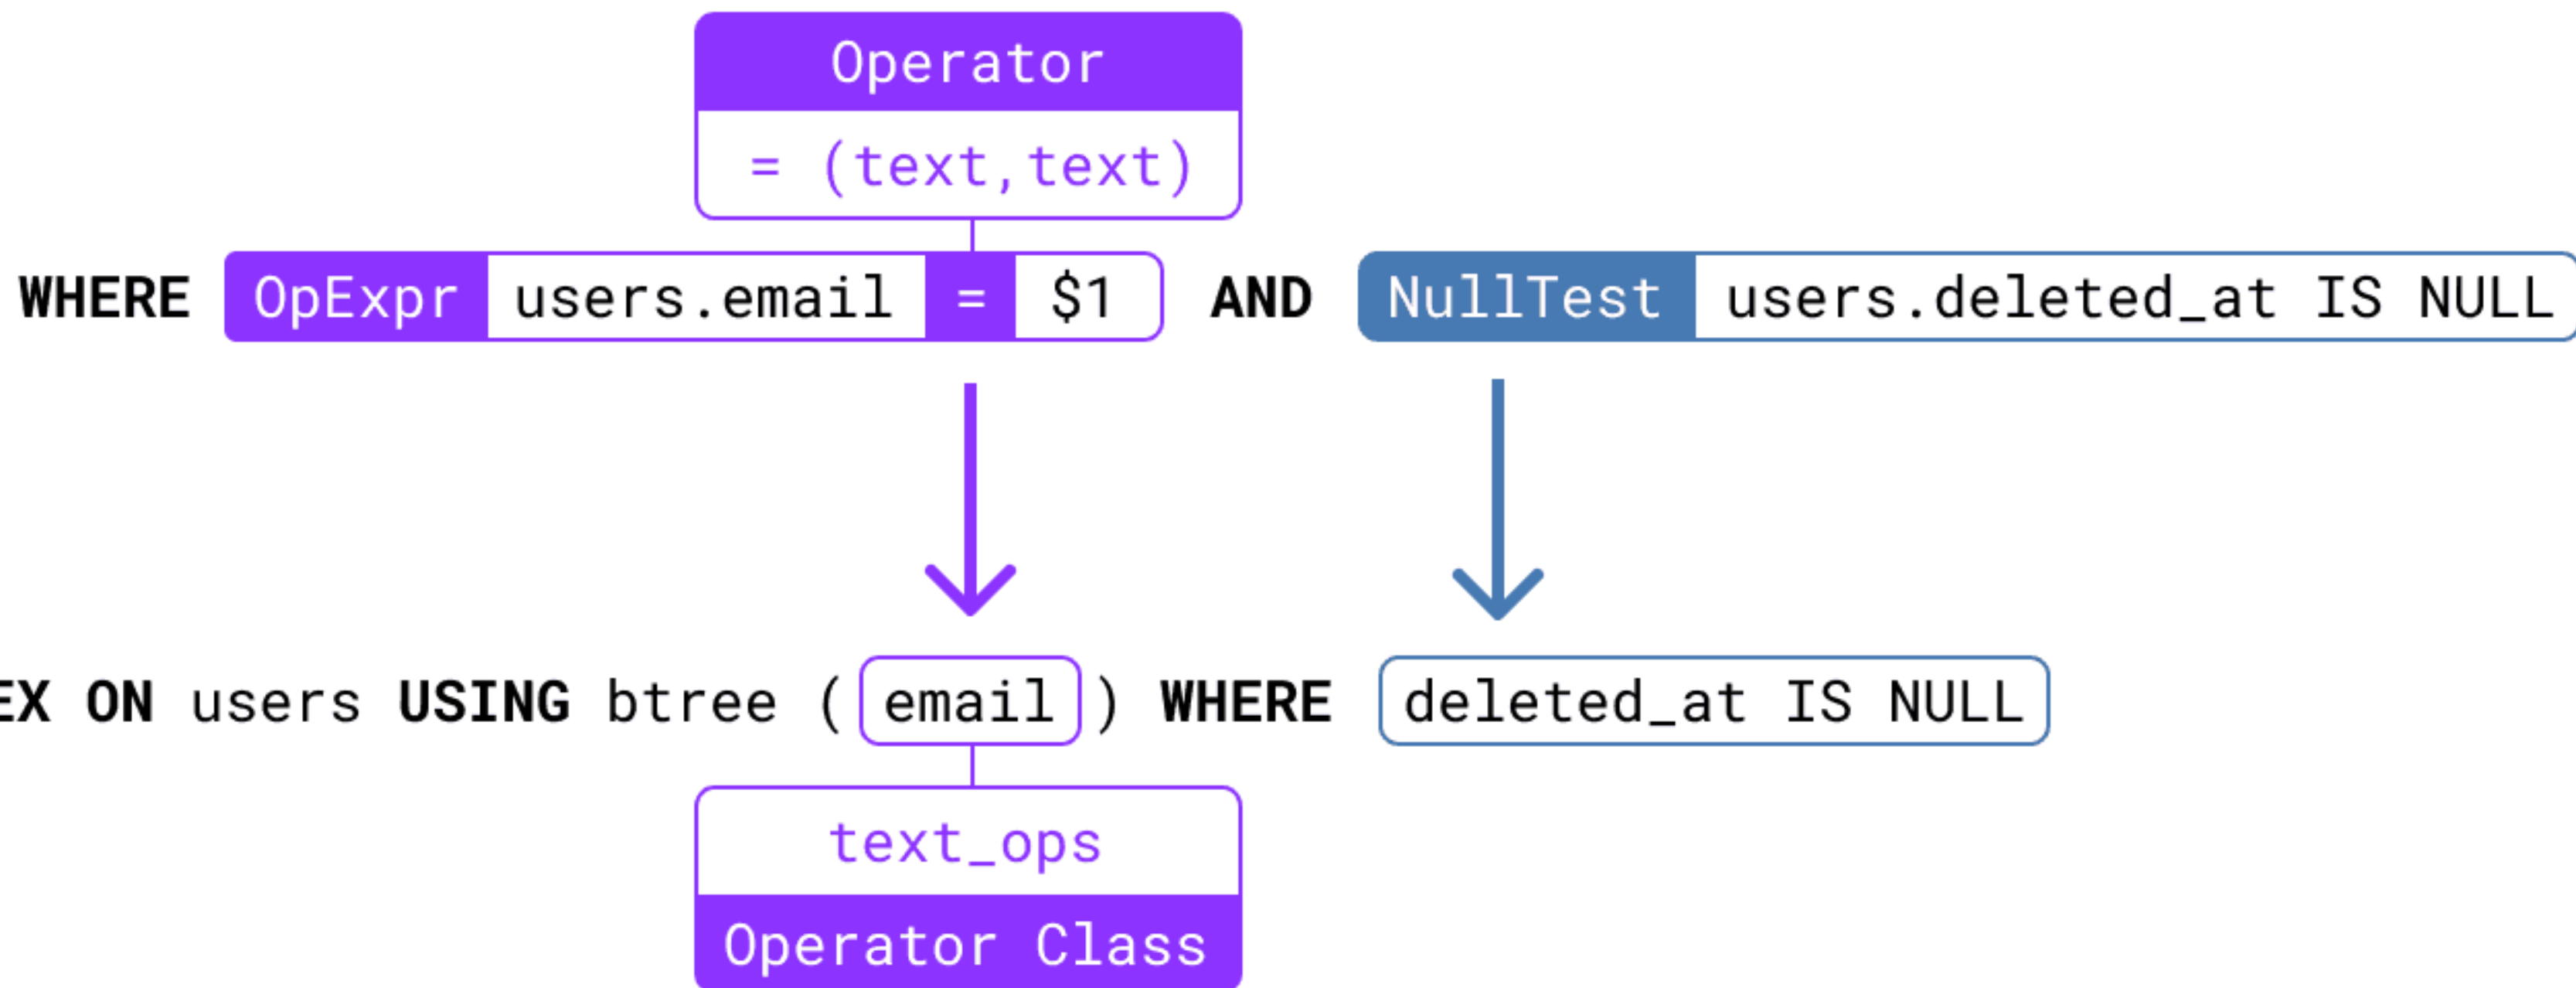 Operator
= (text,text)
WHERE OpExpr users.email = $1 AND NullTest users.deleted_at IS NULL
EX ON users USING btree ( email ) WHERE deleted_at IS NULL
text_ops
Operator Class